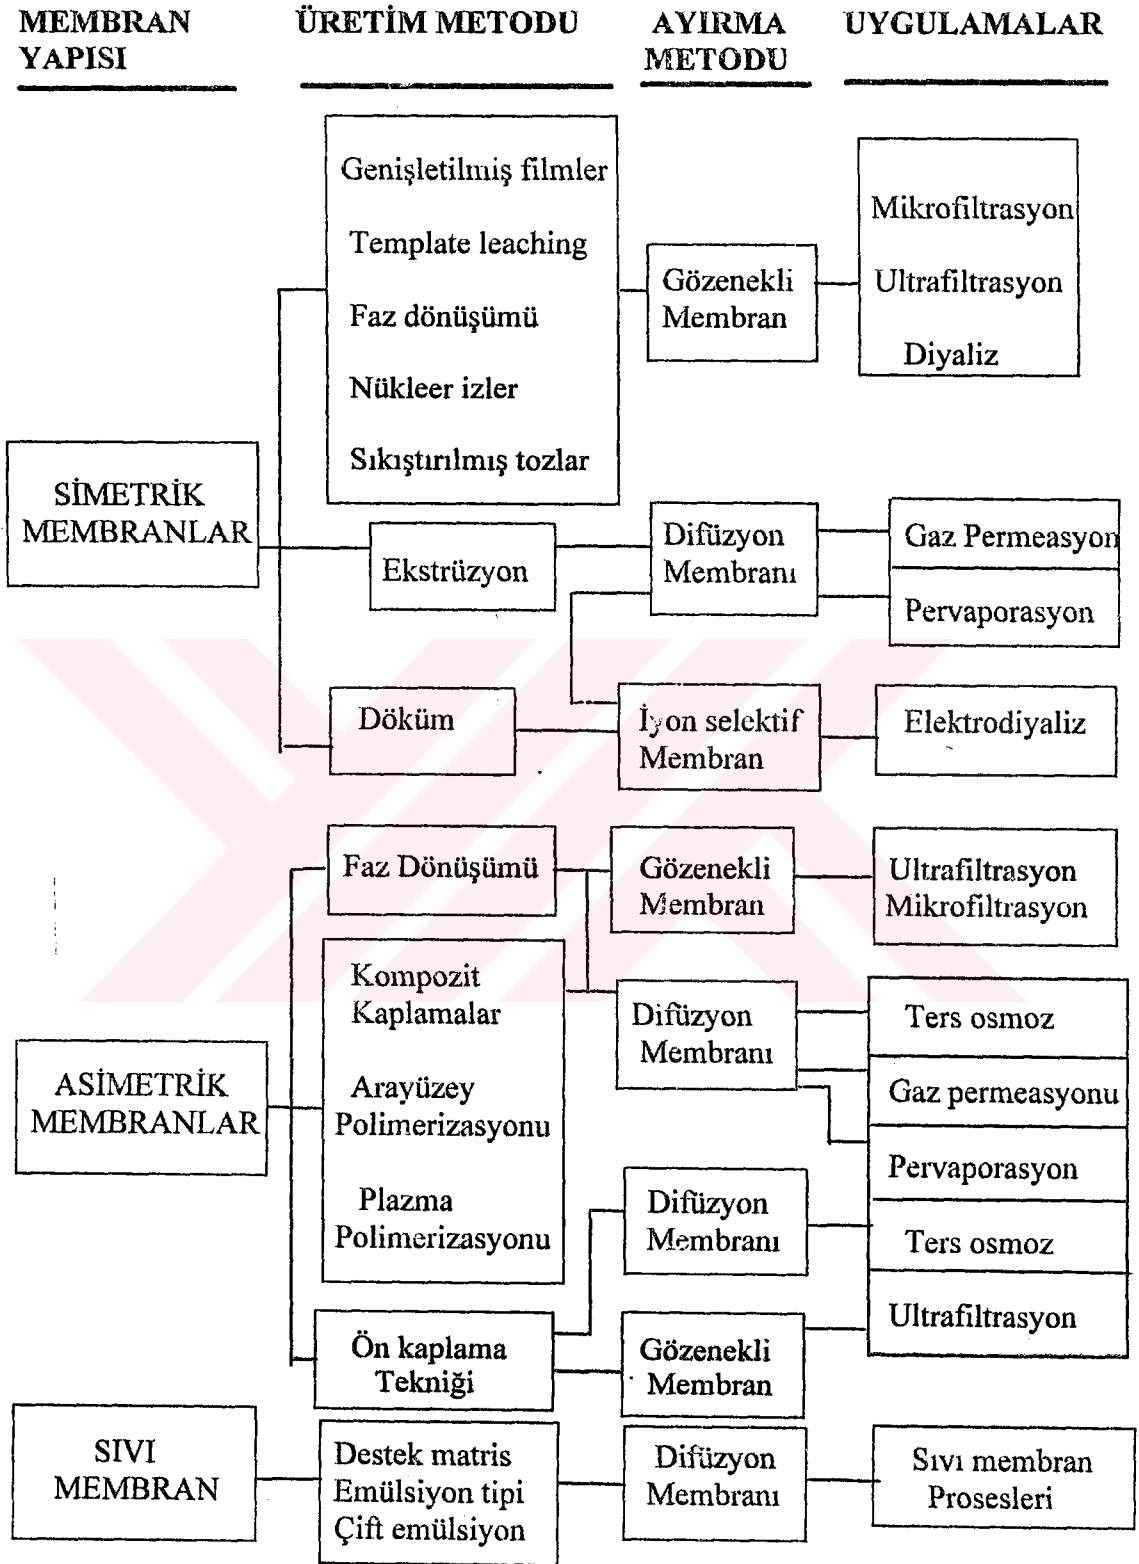 MEMBRAN YAPISI
ÜRETİM METODU
AYIRMA METODU
UYGULAMALAR
Genişletilmiş filmler
Template leaching
Faz dönüşümü
Nükleer izler
Sıkıştırılmış tozlar
Gözenekli
Membran
Mikrofiltrasyon
Ultrafiltrasyon
Diyaliz
SİMETRİK
MEMBRANLAR
Ekstrüzyon
Difüzyon
Membranı
Gaz Permeasyon
Pervaporasyon
Döküm
İyon selektif
Membran
Elektrodiyaliz
Faz Dönüşümü
Gözenekli
Membran
Ultrafiltrasyon
Mikrofiltrasyon
ASİMETRİK
MEMBRANLAR
Kompozit
Kaplamalar
Arayüzey
Polimerizasyonu
Plazma
Polimerizasyonu
Difüzyon
Membranı
Ters osmoz
Gaz permeasyonu
Pervaporasyon
Difüzyon
Membranı
Ters osmoz
Ultrafiltrasyon
Ön kaplama
Tekniği
Gözenekli
Membran
SIVI
MEMBRAN
Destek matris
Emülsiyon tipi
Çift emülsiyon
Difüzyon
Membranı
Sıvı membran
Prosesleri